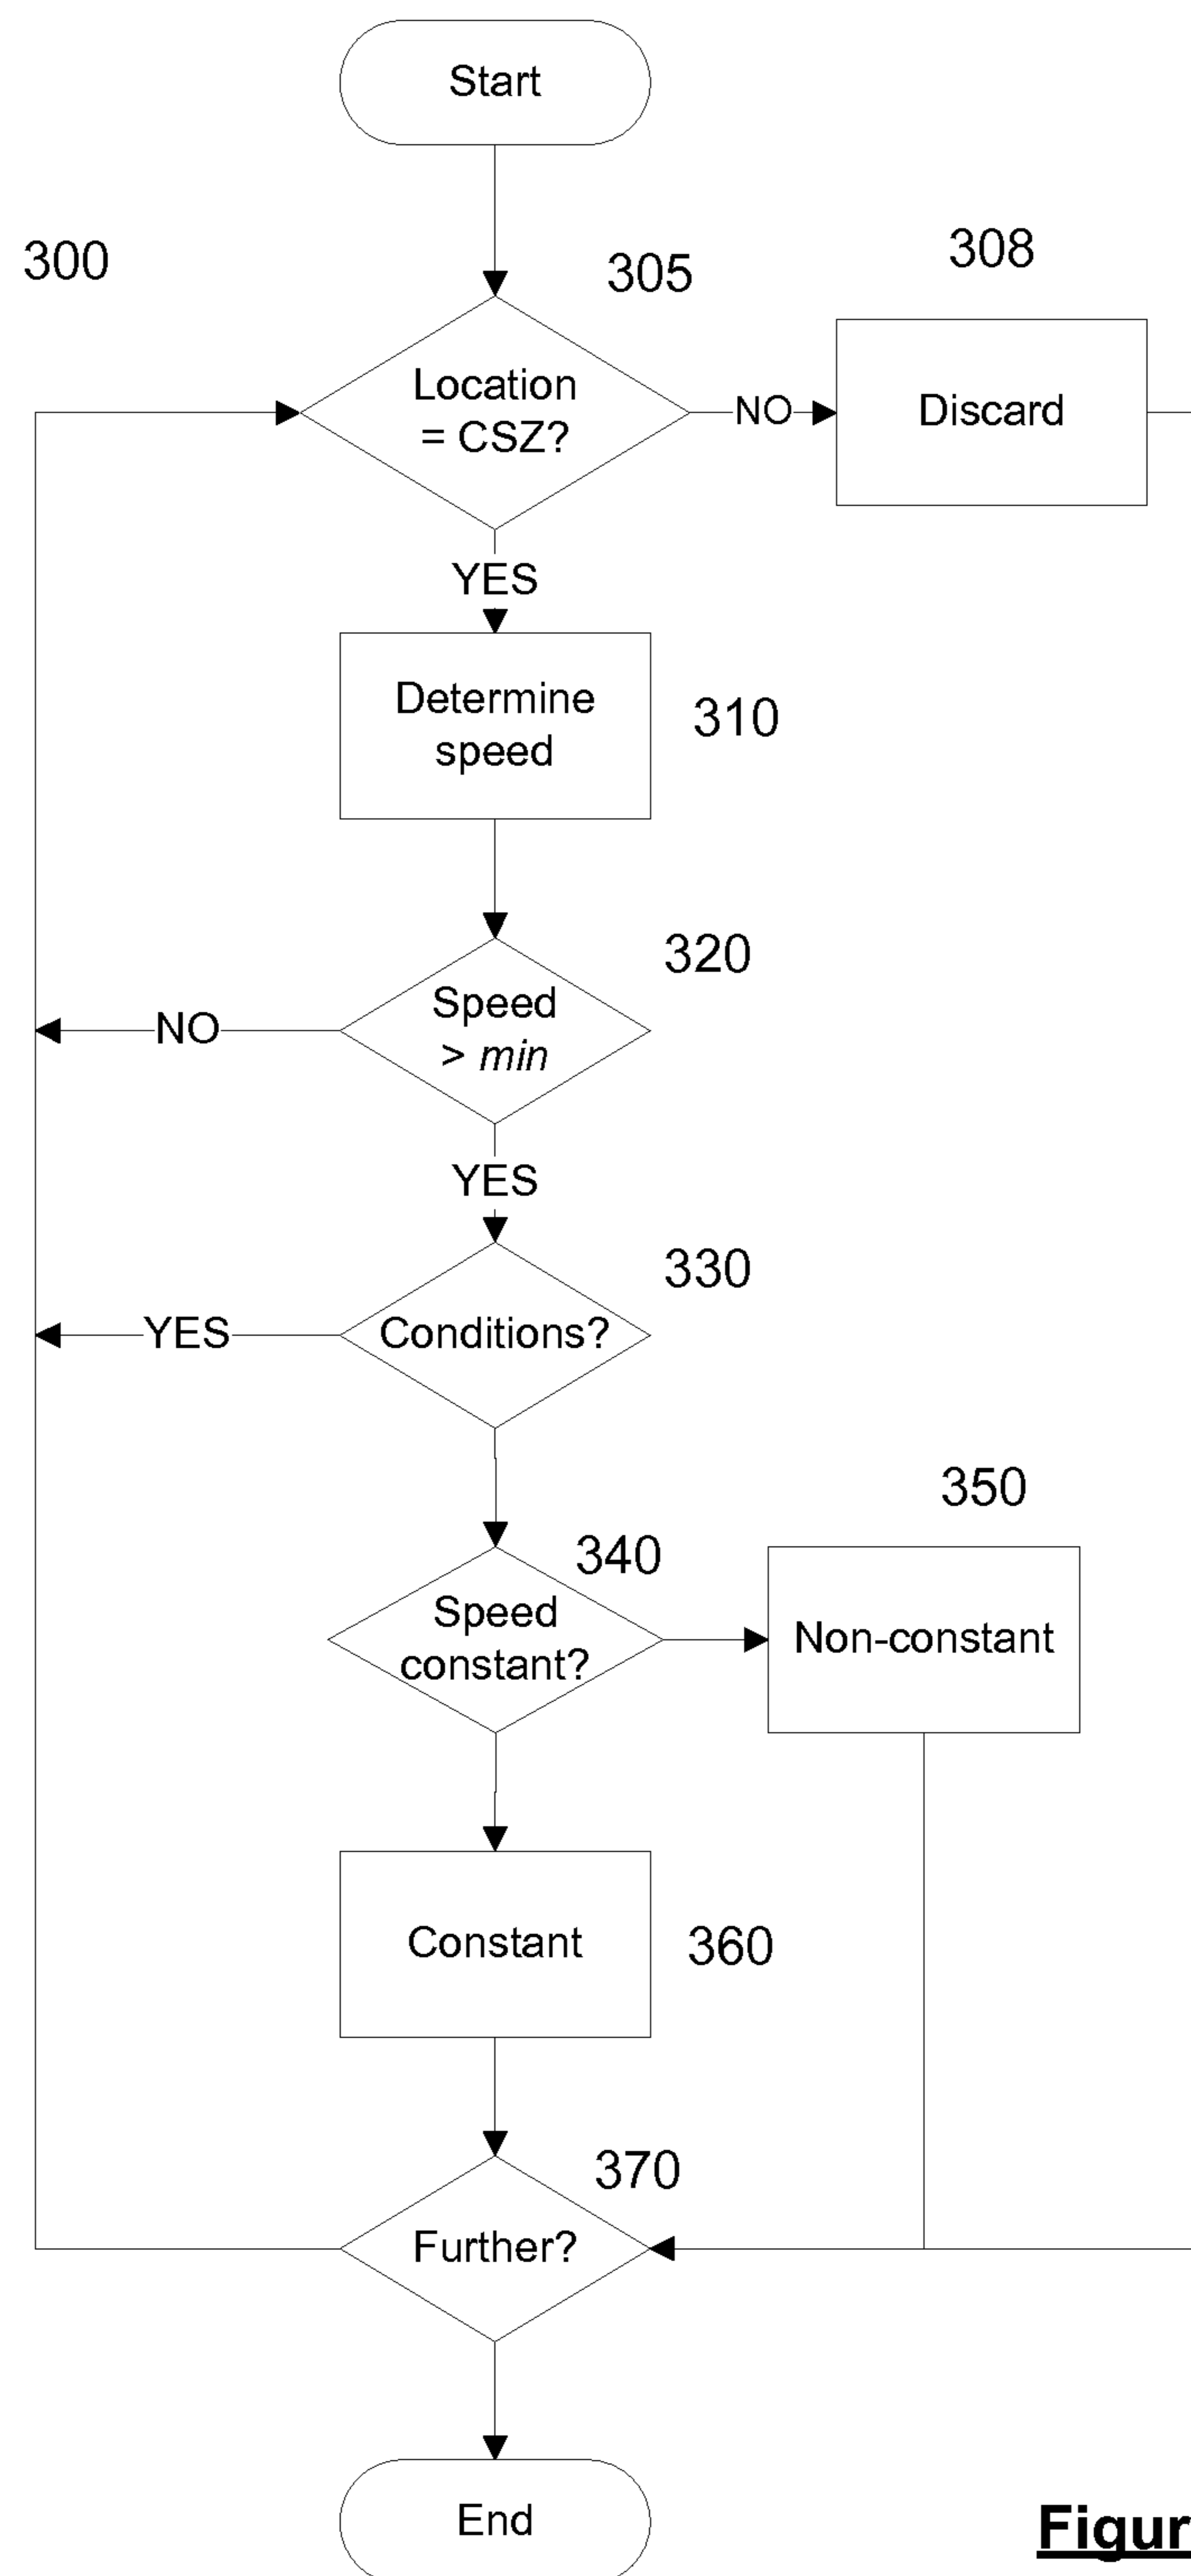 Start
300
305
308
Location
= CSZ?
NO
Discard
YES
Determine
speed
310
320
Speed
> min
NO
YES
330
Conditions?
YES
350
340
Speed
constant?
Non-constant
Constant
360
370
Further?
End
Figur